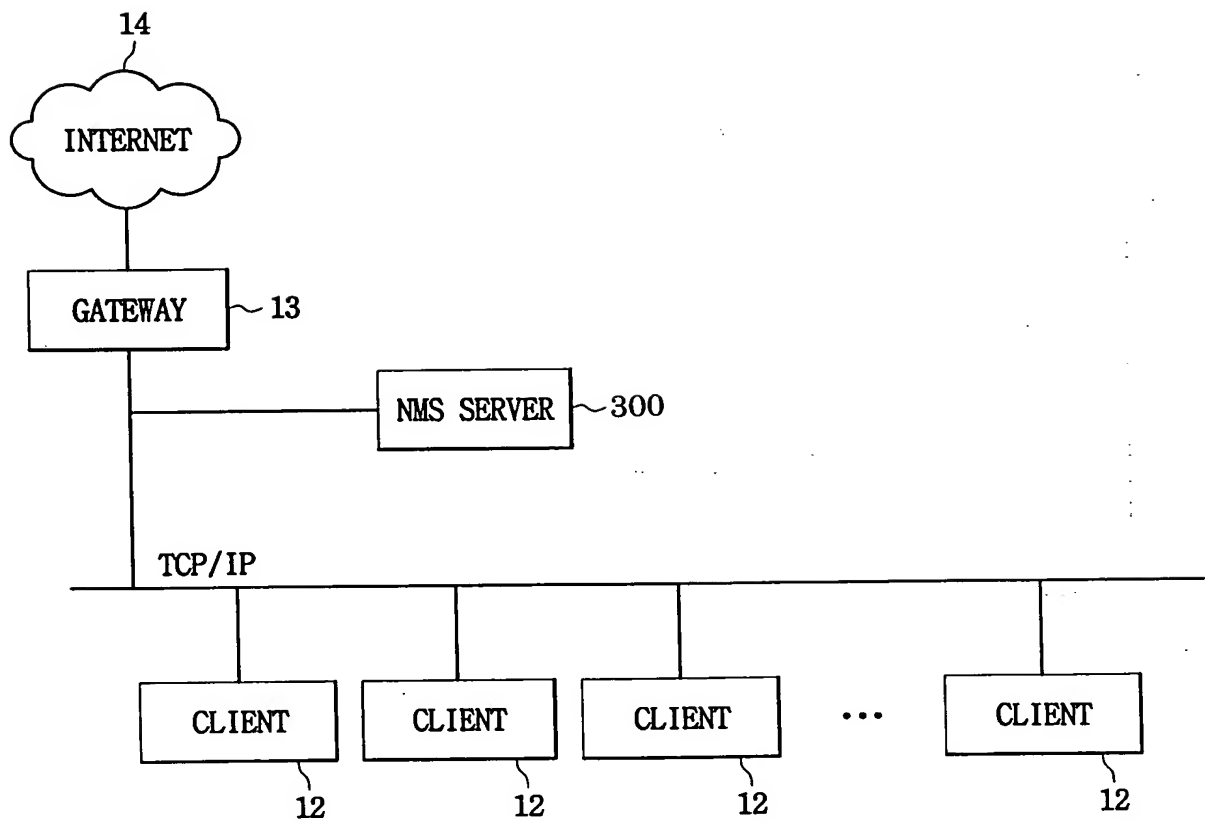 14
INTERNET
GATEWAY
13
NMS SERVER
300
TCP/IP
CLIENT
CLIENT
CLIENT
...
CLIENT
12
12
12
12